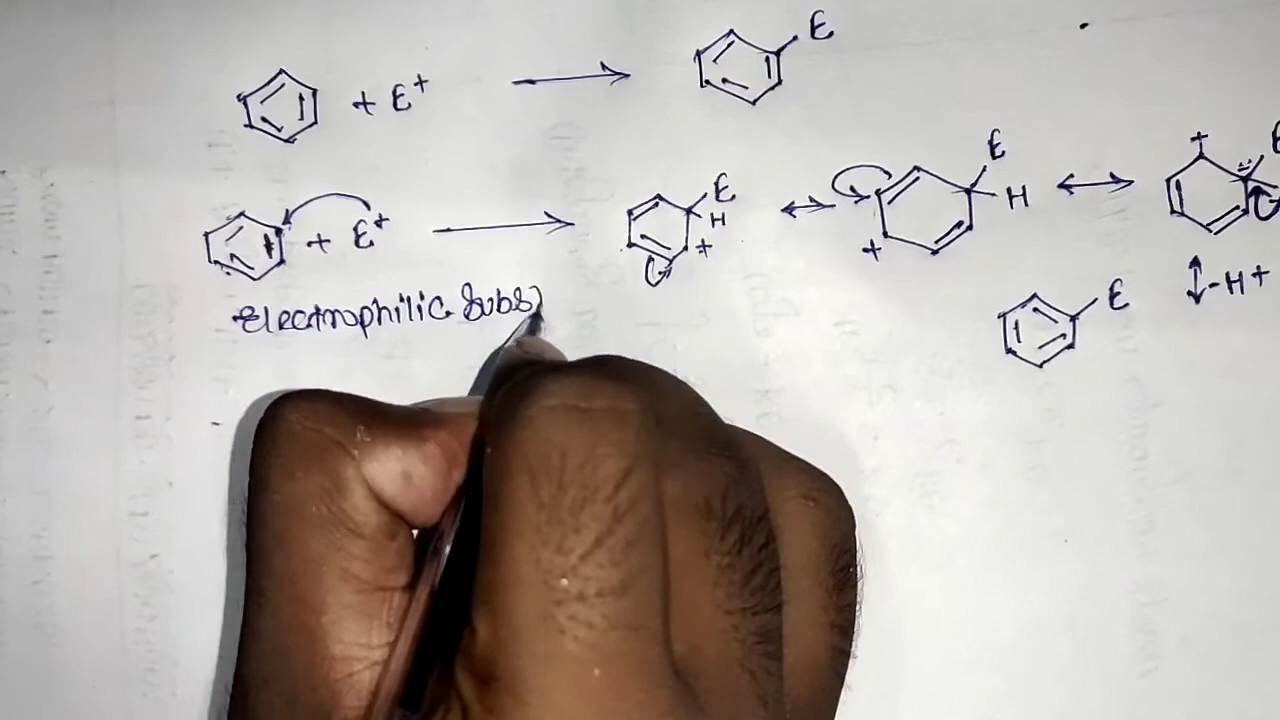 + E+ → E
+ E+ → E H + ↔ E H + ↔ + E
-H+
E
Electrophilic Subs